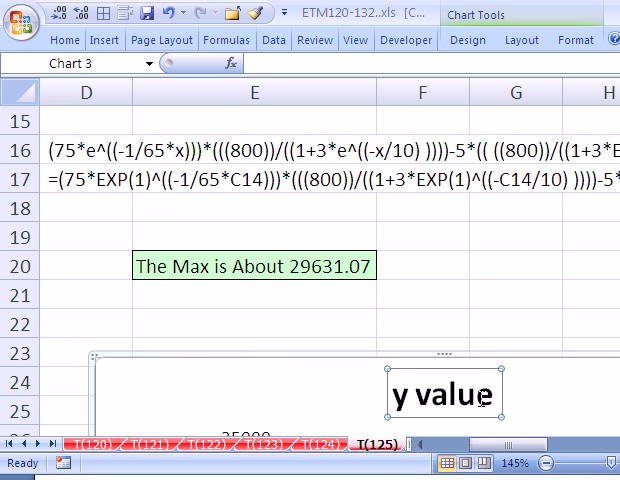 ETM120-132..xls [C...
Chart Tools
Home Insert Page Layout Formulas Data Review View Developer Design Layout Format
Chart 3 fx
D E F G H
15
16 (75*e^((-1/65*x)))*(((800))/((1+3*e^((-x/10) ))))-5*(( ((800))/((1+3*E
17 =(75*EXP(1)^((-1/65*C14)))*(((800))/((1+3*EXP(1)^((-C14/10) ))))-5*
18
19
20 The Max is About 29631.07
21
22
23
24 y value
25
T(120) T(121) T(122) T(123) T(124) T(125)
Ready 145%